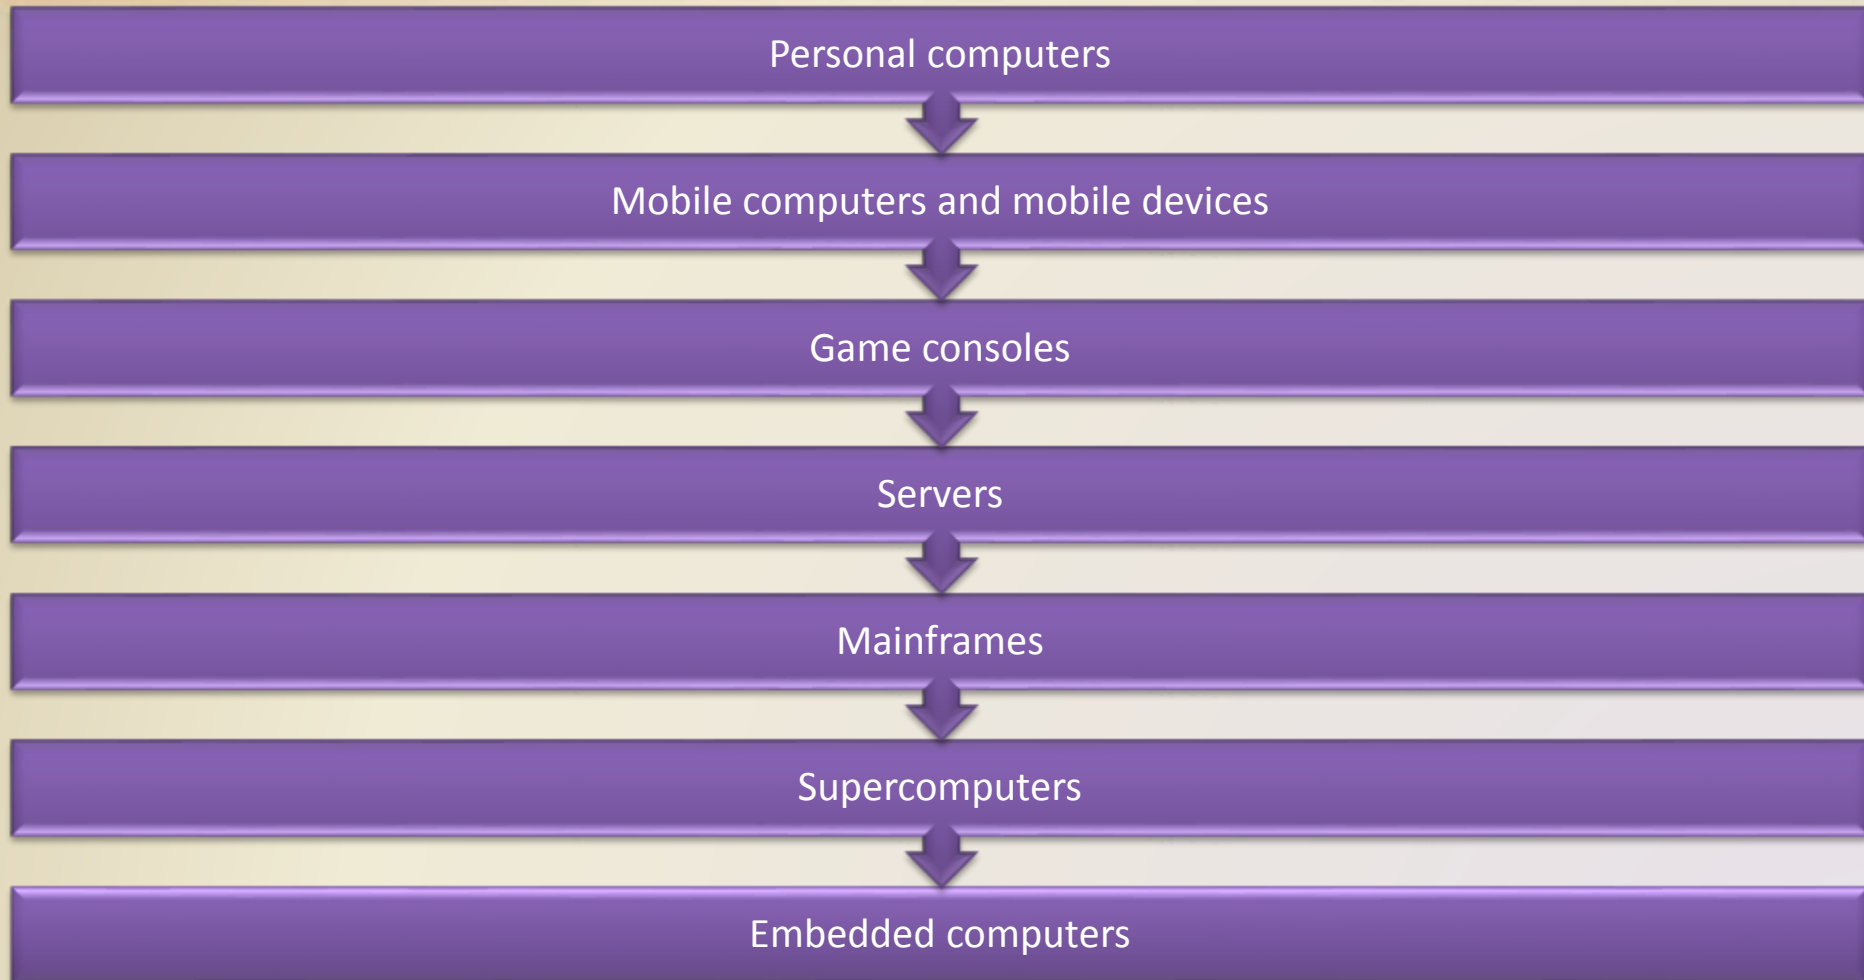 Personal computers
Mobile computers and mobile devices
Game consoles
Servers
Mainframes
Supercomputers
Embedded computers